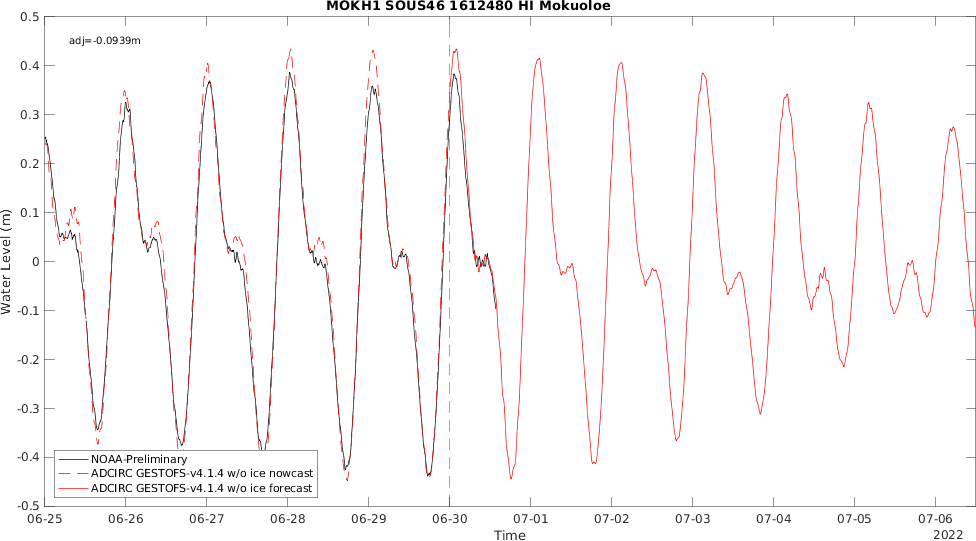 MOKH1 SOUS46 1612480 HI Mokuoloe
adj=-0.0939m
Water Level (m)
0.5
0.4
0.3
0.2
0.1
0
-0.1
-0.2
-0.3
-0.4
-0.5
NOAA-Preliminary
ADCIRC GESTOFS-v4.1.4 w/o ice nowcast
ADCIRC GESTOFS-v4.1.4 w/o ice forecast
06-25 06-26 06-27 06-28 06-29 06-30 07-01 07-02 07-03 07-04 07-05 07-06
Time
2022